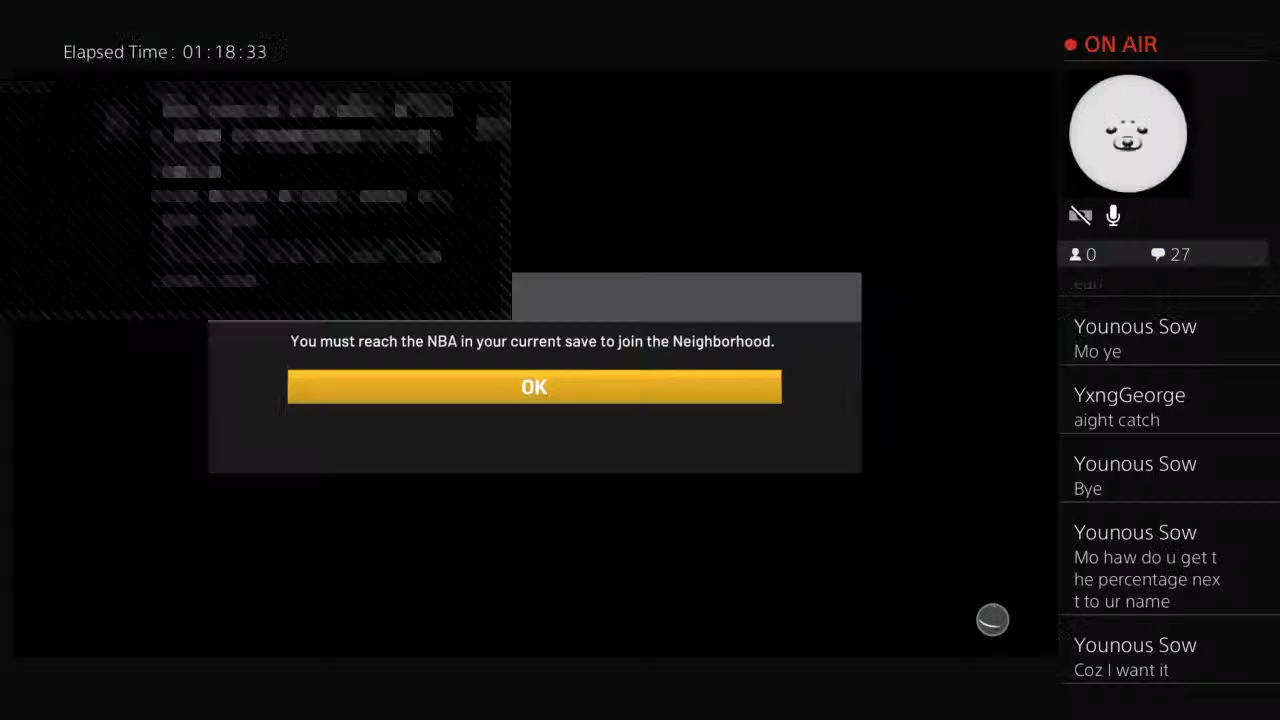 Elapsed Time: 01:18:33
ON AIR
0 27
Younous Sow
Mo ye
YxngGeorge
aight catch
Younous Sow
Bye
Younous Sow
Mo haw do u get t
he percentage nex
t to ur name
Younous Sow
Coz I want it
You must reach the NBA in your current save to join the Neighborhood.
OK